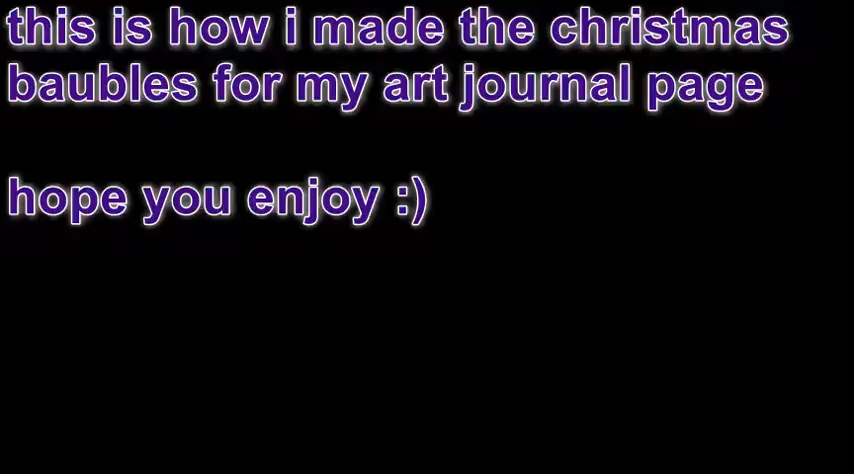 this is how i made the christmas
baubles for my art journal page
hope you enjoy :)